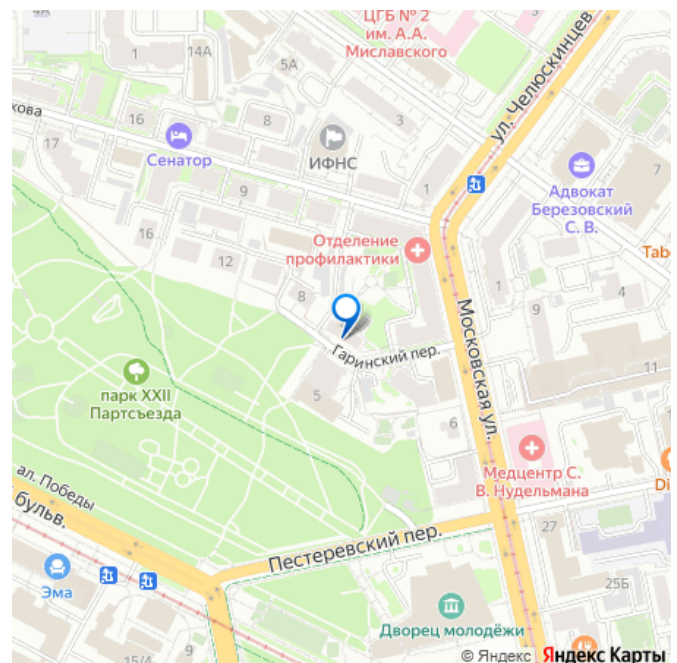 4А
ЦГБ № 2
им. А.А.
Миславского
1
14А
5А
ул. Челюскинцев
хова
16
8
3
17
Сенатор
ИФНС
7
9
1
Адвокат
Березовский
С. В.
16
Отделение
профилактики
12
Tab
8
1
4
9
Московская ул.
Гаринский пер.
11
парк XXII
Партсъезда
5
6
Медцентр С.
В. Нудельмана
Di
ал. Победы
бульв.
27
Пестеревский пер.
Эма
25Б
Дворец молодёжи
15/4
9
© Яндекс Яндекс Карты